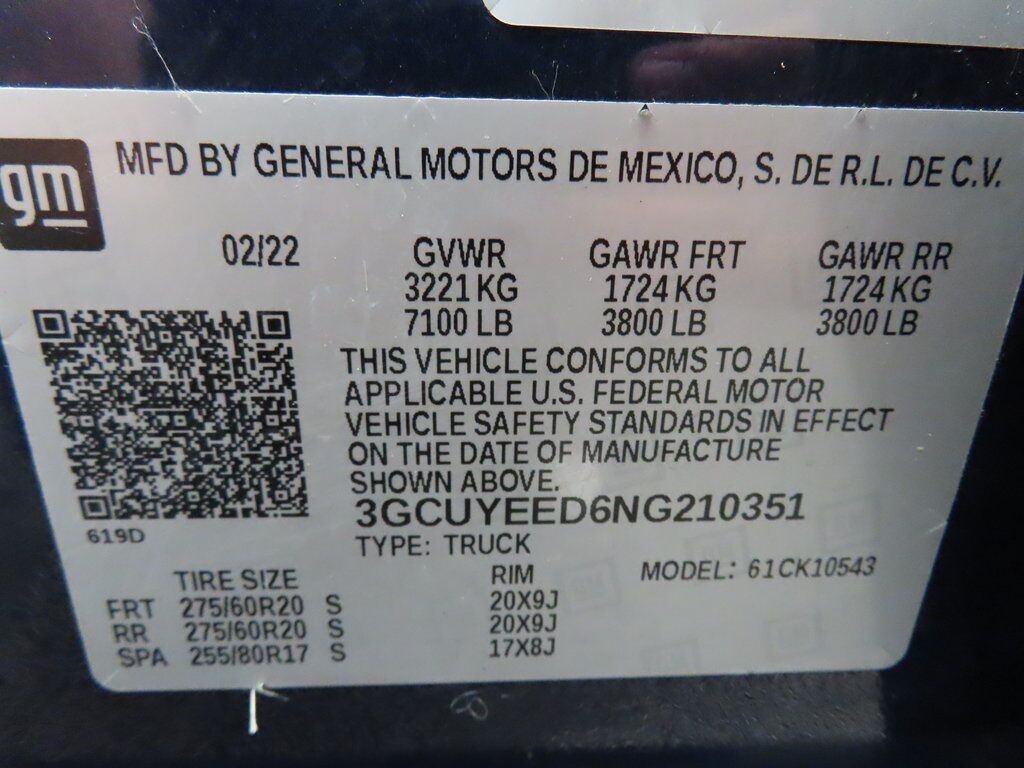 gm
MFD BY GENERAL MOTORS DE MEXICO, S. DE R.L. DE C.V.
02/22 GVWR GAWR FRT GAWR RR
3221 KG 1724 KG 1724 KG
7100 LB 3800 LB 3800 LB
THIS VEHICLE CONFORMS TO ALL
APPLICABLE U.S. FEDERAL MOTOR
VEHICLE SAFETY STANDARDS IN EFFECT
ON THE DATE OF MANUFACTURE
SHOWN ABOVE.
3GCUYEED6NG210351
619D
TYPE: TRUCK
TIRE SIZE RIM MODEL: 61CK10543
FRT 275/60R20 S 20X9J
RR 275/60R20 S 20X9J
SPA 255/80R17 S 17X8J